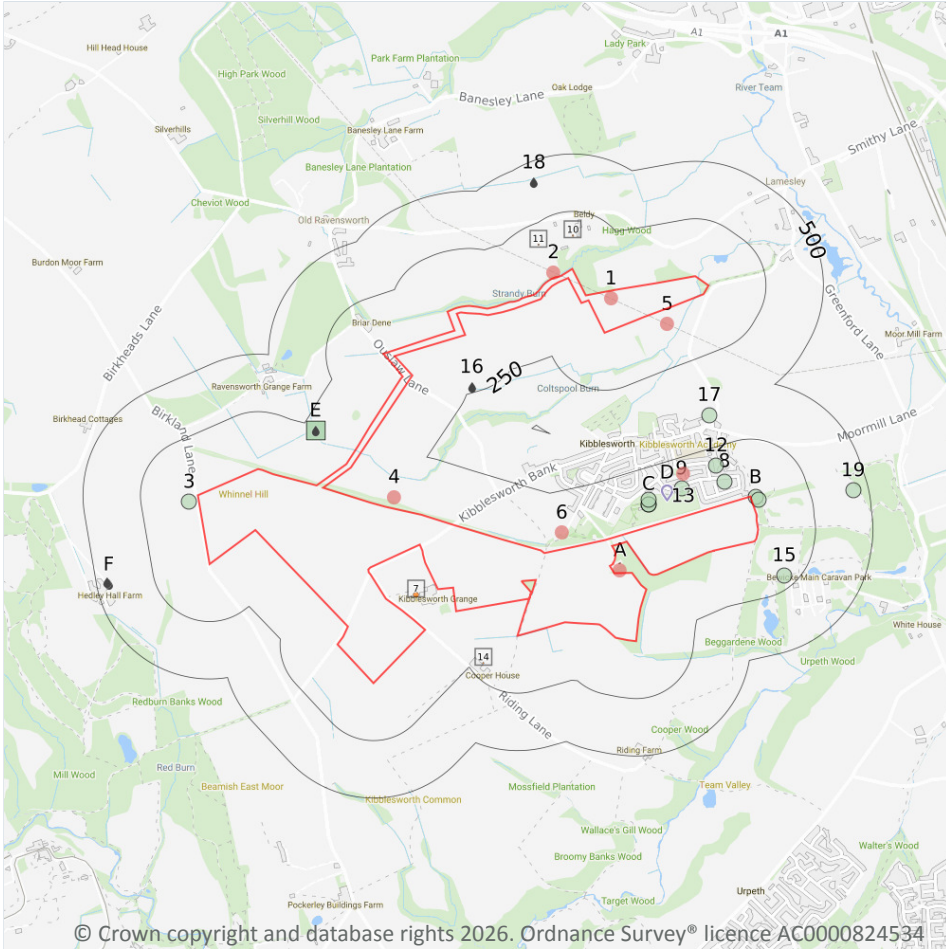 Lady Park
A1
A1
Hill Head House
Park Farm Plantation
High Park Wood
Oak Lodge
River Team
Banesley Lane
Silverhill Wood
Silverhills
Banesley Lane Farm
Smithy Lane
18
Banesley Lane Plantation
Lamesley
Cheviot Wood
Old Ravensworth
Beldy
10
Hagg Wood
11
500
2
Burdon Moor Farm
1
Strandy Burn
5
Greenford Lane
Briar Dene
Birkheads Lane
Moor Mill Farm
Outlaw Lane
16
250
Coltspool Burn
Ravensworth Grange Farm
E
17
Birkhead Cottages
Birkland Lane
Moormill Lane
Kibblesworth
Kibblesworth Academy
12
3
4
Kibblesworth Bank
D
9
8
B
19
C
13
Whinnel Hill
6
A
15
F
Bewicke Main Caravan Park
Hedley Hall Farm
7
Kibblesworth Grange
White House
Beggardene Wood
14
Urpeth Wood
Cooper House
Redburn Banks Wood
Riding Lane
Cooper Wood
Riding Farm
Red Burn
Mill Wood
Beamish East Moor
Mossfield Plantation
Team Valley
Kibblesworth Common
Wallace's Gill Wood
Walter's Wood
Broomy Banks Wood
Urpeth
Target Wood
Pockerley Buildings Farm
© Crown copyright and database rights 2026. Ordnance Survey® licence AC0000824534